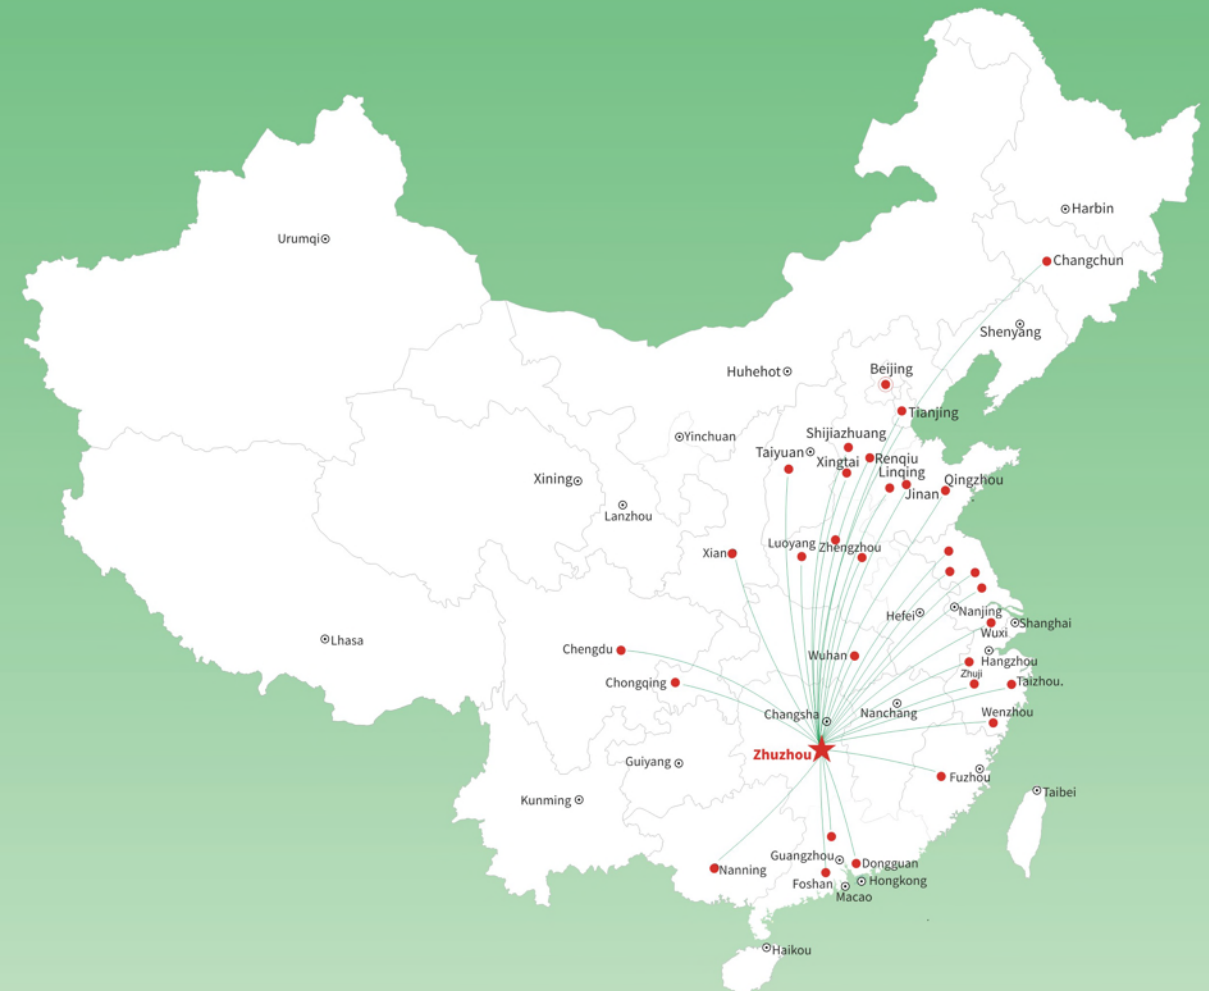 Harbin
Urumqi
Changchun
Shenyang
Huhehot
Beijing
Tianjing
Yinchuan
Shijiazhuang
Taiyuan
Xingtai
Renqiu
Linqing
Xining
Qingzhou
Jinan
Lanzhou
Luoyang
Zhengzhou
Xian
Hefei
Nanjing
Shanghai
Wuxi
Lhasa
Chengdu
Wuhan
Hangzhou
Zhuji
Chongqing
Taizhou.
Changsha
Nanchang
Wenzhou
Zhuzhou
Guiyang
Fuzhou
Taibei
Kunming
Guangzhou
Dongguan
Nanning
Foshan
Hongkong
Macao
Haikou